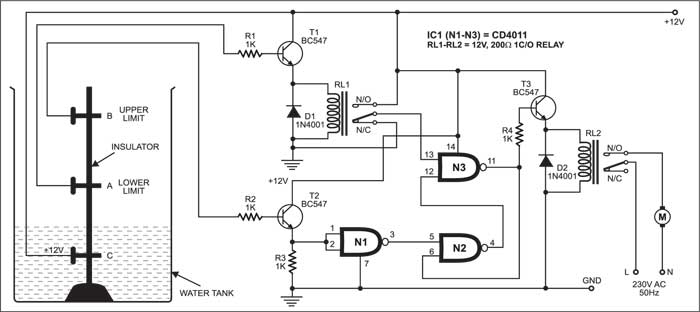 IC1 (N1-N3) = CD4011
RL1-RL2 = 12V, 200Ω 1C/O RELAY
+12V
T1
BC547
R1
1K
RL1
N/O
N/C
D1
1N4001
T3
BC547
R4
1K
RL2
N/O
N/C
D2
1N4001
B
UPPER
LIMIT
INSULATOR
A
LOWER
LIMIT
+12V
C
WATER TANK
+12V
R2
1K
T2
BC547
R3
1K
1
2
N1
3
7
5
6
N2
4
13
12
14
N3
11
GND
M
L
N
230V AC
50Hz